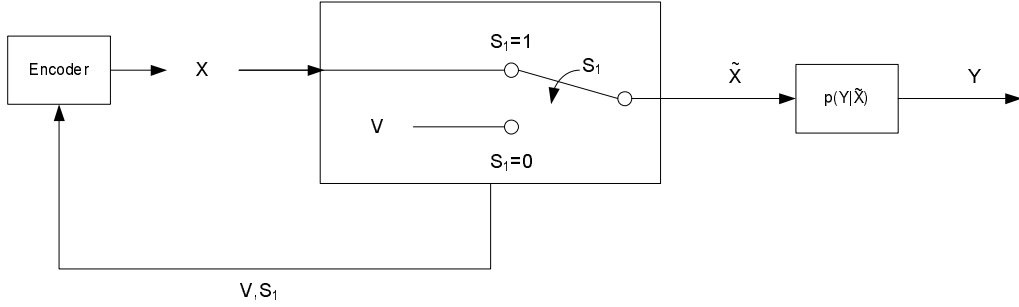 S₁=1
Encoder
X
S₁
X̃
p(Y|X̃)
Y
V
S₁=0
V,S₁